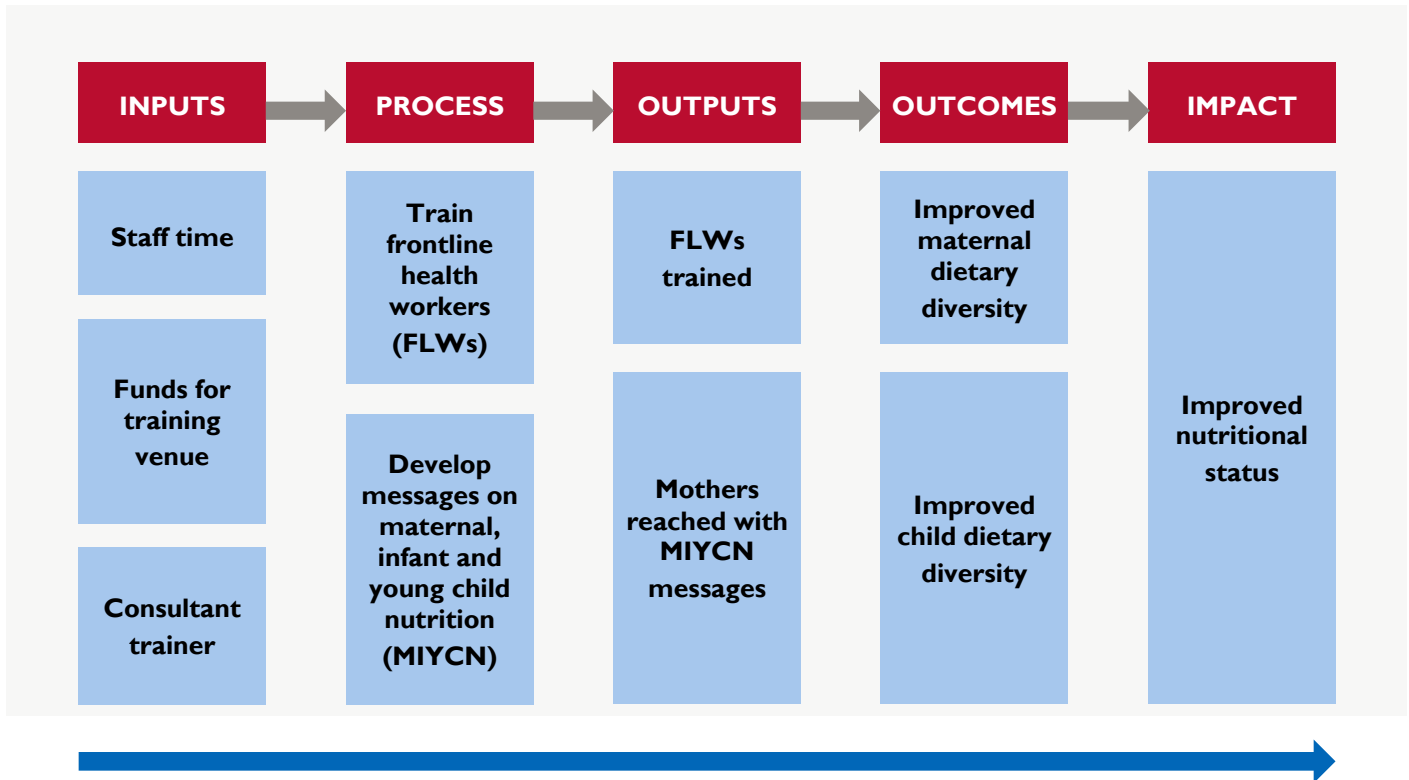 INPUTS
PROCESS
OUTPUTS
OUTCOMES
IMPACT
Staff time
Funds for
training
venue
Consultant
trainer
Train
frontline
health
workers
(FLWs)
Develop
messages on
maternal,
infant and
young child
nutrition
(MIYCN)
FLWs
trained
Mothers
reached with
MIYCN
messages
Improved
maternal
dietary
diversity
Improved
child dietary
diversity
Improved
nutritional
status